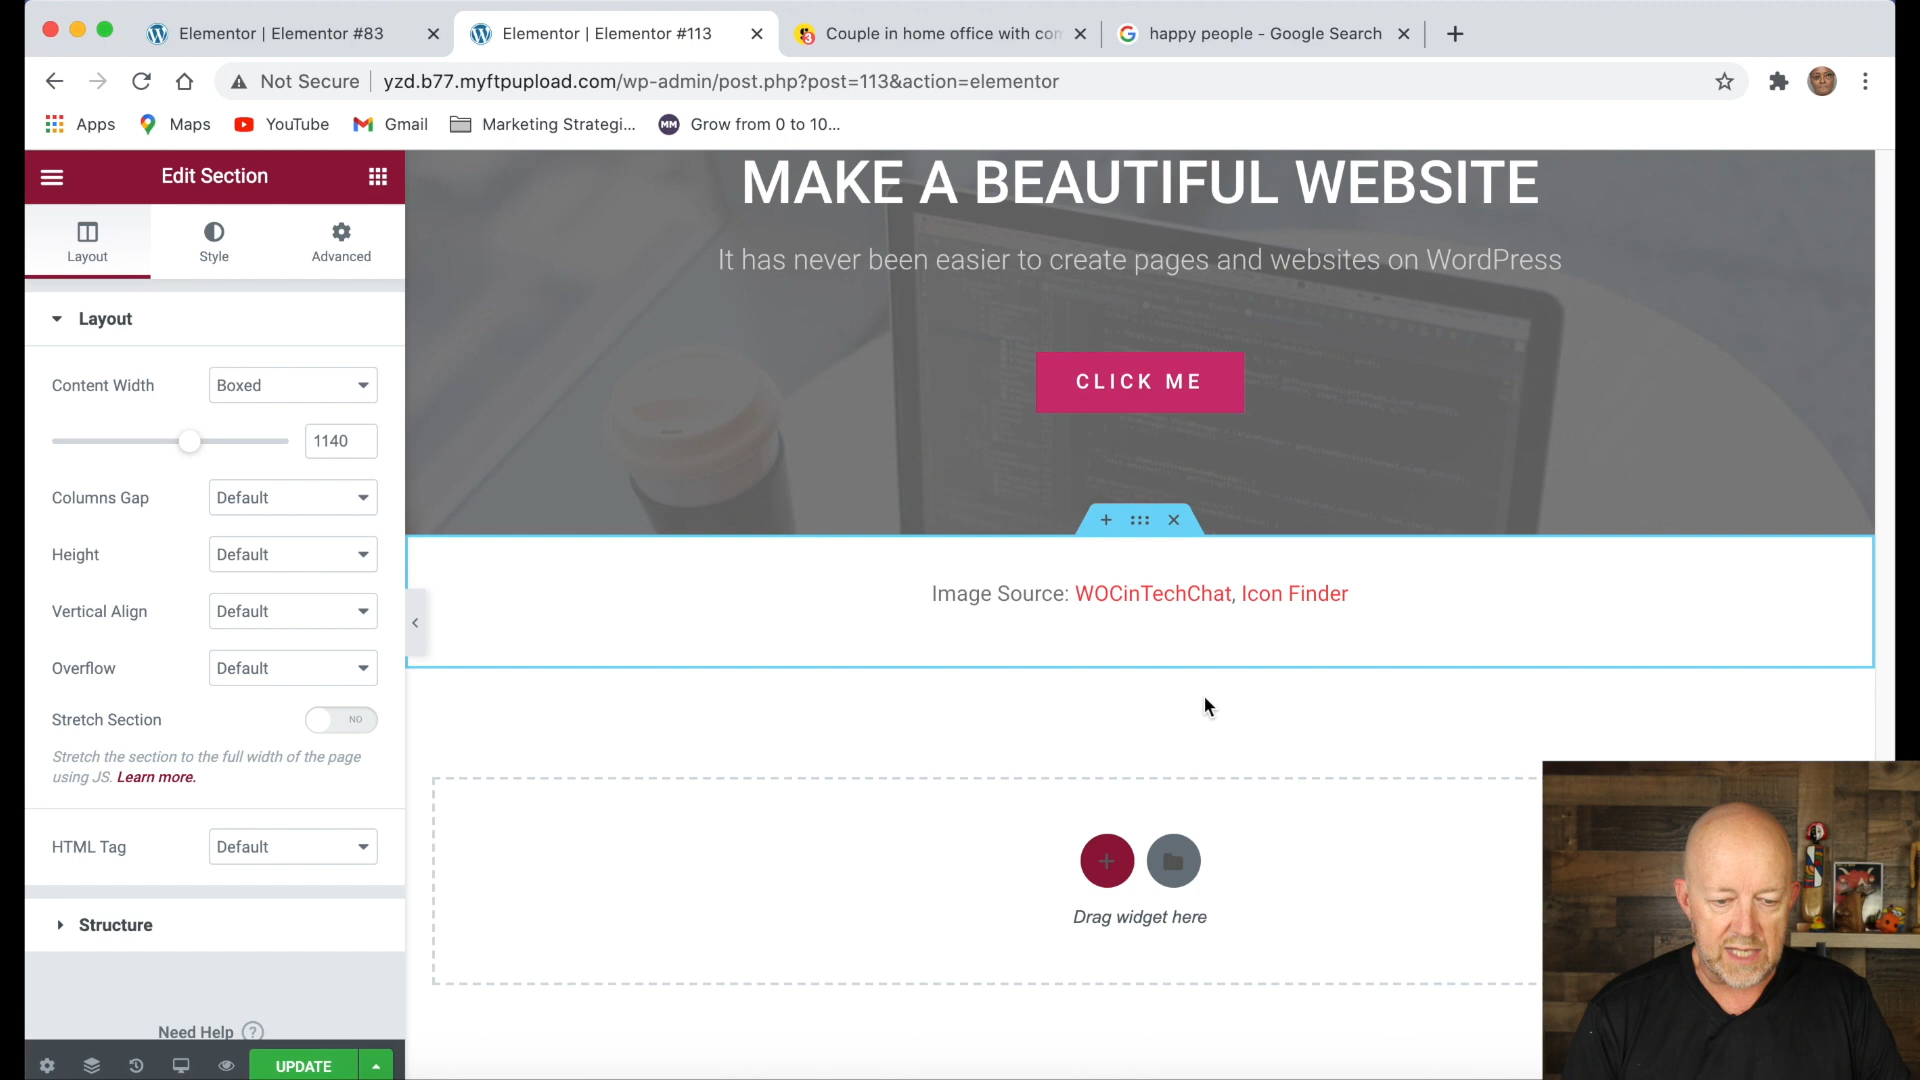 Elementor | Elementor #83
Elementor | Elementor #113
Couple in home office with con
happy people - Google Search
Not Secure
yzd.b77.myftpupload.com/wp-admin/post.php?post=113&action=elementor
Apps
Maps
YouTube
Gmail
Marketing Strategi...
MM
Grow from 0 to 10...
Edit Section
Layout
Style
Advanced
Layout
Content Width
Boxed
1140
Columns Gap
Default
Height
Default
Vertical Align
Default
Overflow
Default
Stretch Section
NO
Stretch the section to the full width of the page
using JS. Learn more.
HTML Tag
Default
Structure
Need Help ?
UPDATE
MAKE A BEAUTIFUL WEBSITE
It has never been easier to create pages and websites on WordPress
CLICK ME
Image Source: WOCinTechChat, Icon Finder
Drag widget here